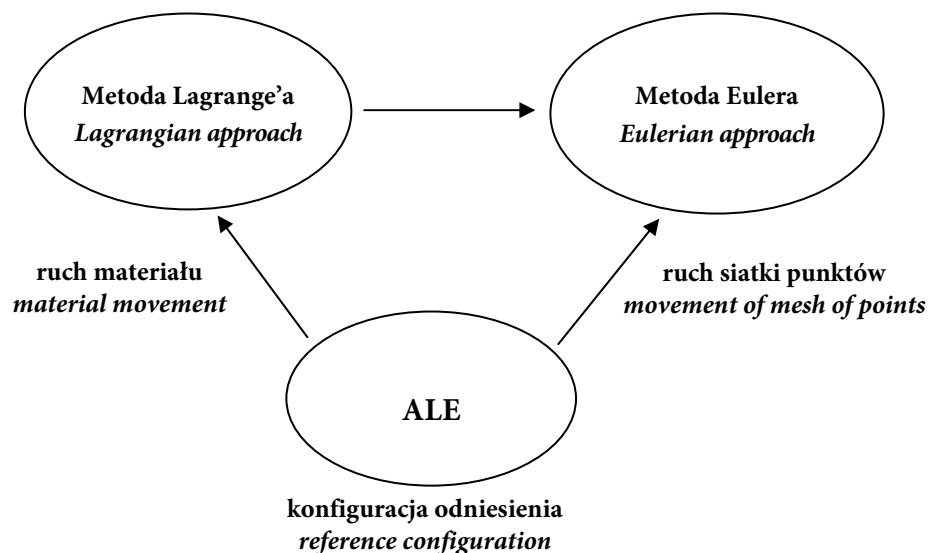 Metoda Lagrange’a
Lagrangian approach
Metoda Eulera
Eulerian approach
ruch materiału
material movement
ruch siatki punktów
movement of mesh of points
ALE
konfiguracja odniesienia
reference configuration